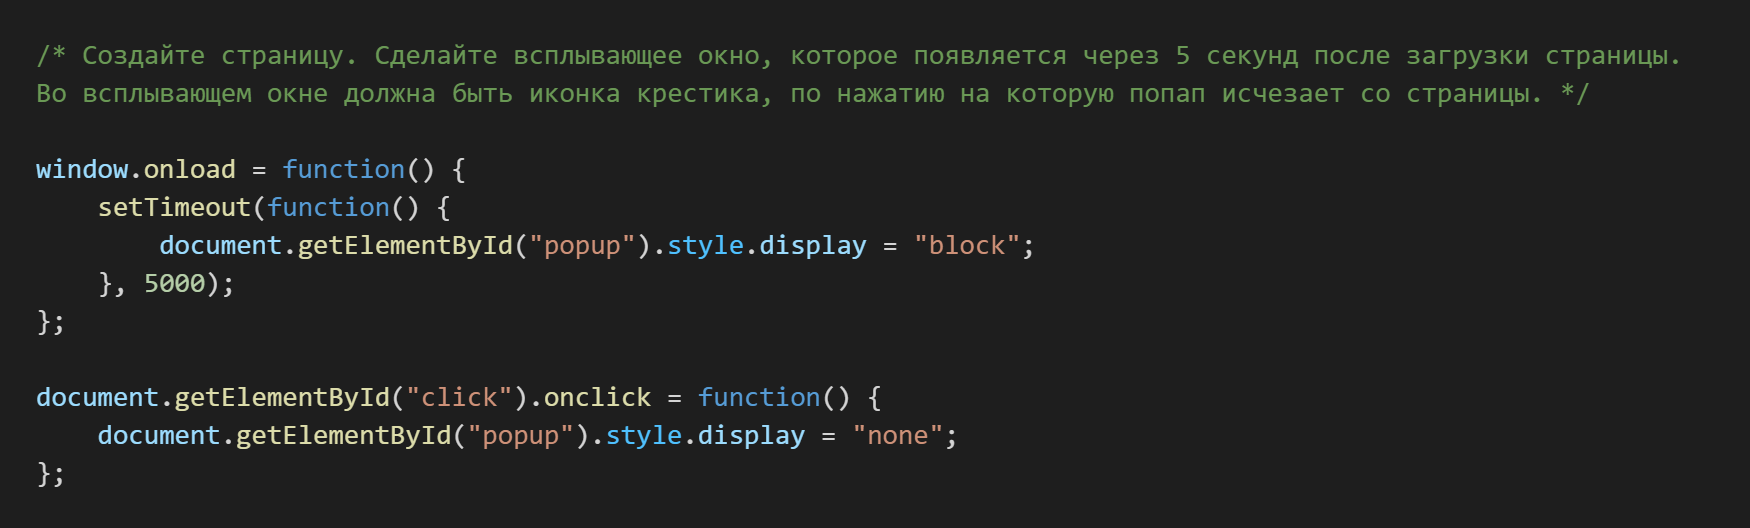 /* Создайте страницу. Сделайте всплывающее окно, которое появляется через 5 секунд после загрузки страницы.
Во всплывающем окне должна быть иконка крестика, по нажатию на которую попап исчезает со страницы. */
window.onload = function() {
    setTimeout(function() {
        document.getElementById("popup").style.display = "block";
    }, 5000);
};
document.getElementById("click").onclick = function() {
    document.getElementById("popup").style.display = "none";
};